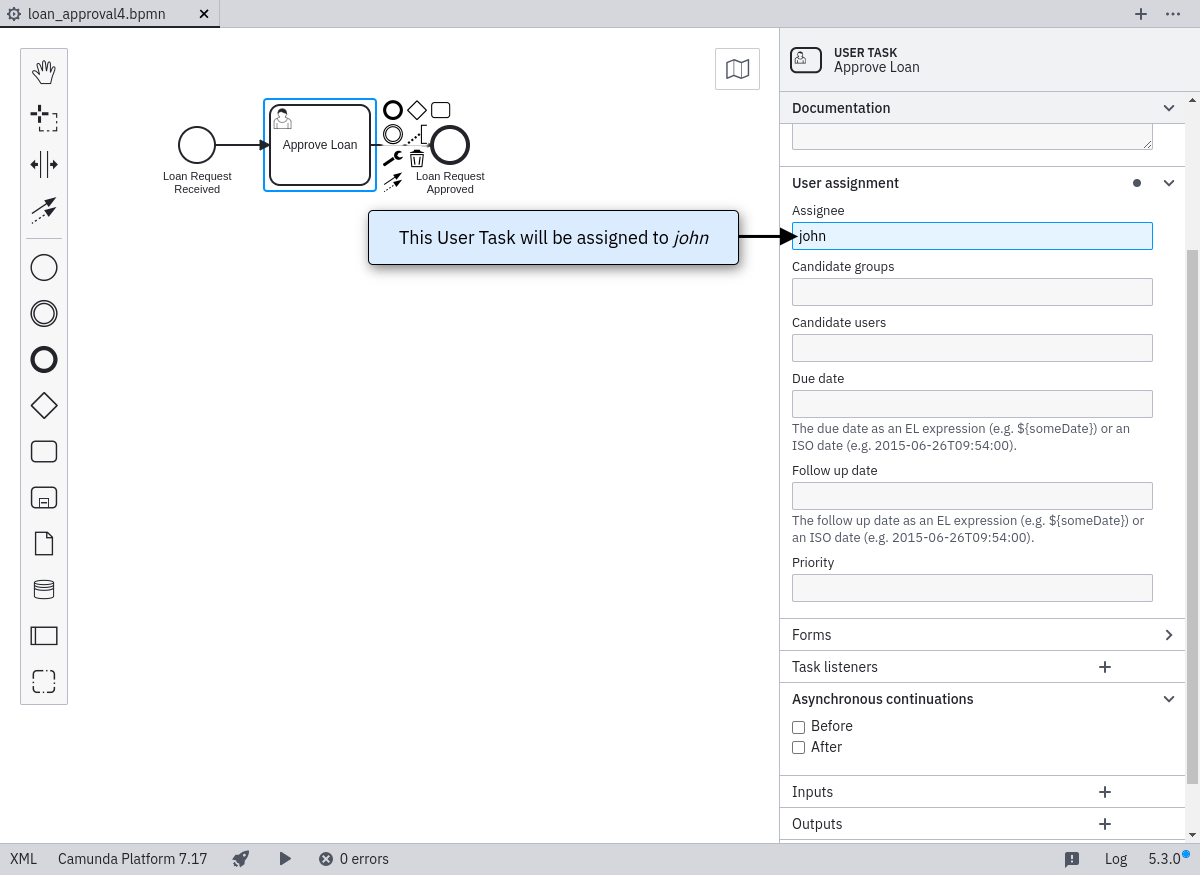 loan_approval4.bpmn
USER TASK
Approve Loan
Documentation
Approve Loan
Loan Request
Received
Loan Request
Approved
This User Task will be assigned to john
User assignment
Assignee
john
Candidate groups
Candidate users
Due date
The due date as an EL expression (e.g. ${someDate}) or an
ISO date (e.g. 2015-06-26T09:54:00).
Follow up date
The follow up date as an EL expression (e.g. ${someDate}) or
an ISO date (e.g. 2015-06-26T09:54:00).
Priority
Forms
Task listeners
Asynchronous continuations
Before
After
Inputs
Outputs
XML Camunda Platform 7.17 0 errors Log 5.3.0